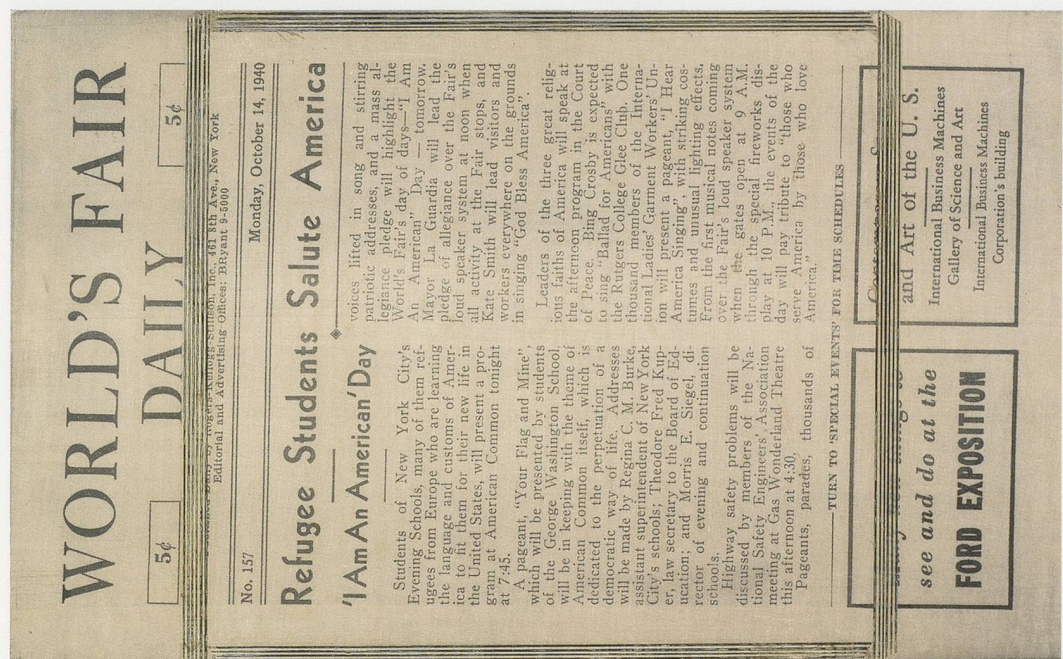 WORLD'S FAIR
5¢
DAILY
5¢
Inc., 461 8th Ave., New York
Editorial and Advertising Offices: BRyant 9-5000
No. 157
Monday, October 14, 1940
Refugee Students Salute America
'I Am An American' Day
Students of New York City's
Evening Schools, many of them ref-
ugees from Europe who are learning
the language and customs of Amer-
ica to fit them for their new life in
the United States, will present a pro-
gram at American Common tonight
at 7:45.
A pageant, "Your Flag and Mine",
which will be presented by students
of the George Washington School,
will be in keeping with the theme of
American Common itself, which is
dedicated to the perpetuation of a
democratic way of life. Addresses
will be made by Regina C. M. Burke,
assistant superintendent of New York
City's schools; Theodore Fred Kup-
er, law secretary to the Board of Ed-
ucation; and Morris E. Siegel, di-
rector of evening and continuation
schools.
Highway safety problems will be
discussed by members of the Na-
tional Safety Engineers' Association
meeting at Gas Wonderland Theatre
this afternoon at 4:30.
Pageants, parades, thousands of
voices lifted in song and stirring
patriotic addresses, and a mass al-
legiance pledge will highlight the
World's Fair's day of days—"I Am
An American" Day — tomorrow.
Mayor La Guardia will lead the
pledge of allegiance over the Fair's
loud speaker system at noon when
all activity at the Fair stops, and
Kate Smith will lead visitors and
workers everywhere on the grounds
in singing "God Bless America".
Leaders of the three great relig-
ious faiths of America will speak at
the afternoon program in the Court
of Peace. Bing Crosby is expected
to sing "Ballad for Americans" with
the Rutgers College Glee Club. One
thousand members of the Interna-
tional Ladies' Garment Workers' Un-
ion will present a pageant, "I Hear
America Singing", with striking cos-
tumes and unusual lighting effects.
From the first musical notes coming
over the Fair's loud speaker system
when the gates open at 9 A.M.
through the special fireworks dis-
play at 10 P.M., the events of the
day will pay tribute to "those who
serve America by those who love
America."
TURN TO 'SPECIAL EVENTS' FOR TIME SCHEDULES
see and do at the
FORD EXPOSITION
and Art of the U. S.
International Business Machines
Gallery of Science and Art
International Business Machines
Corporation's building